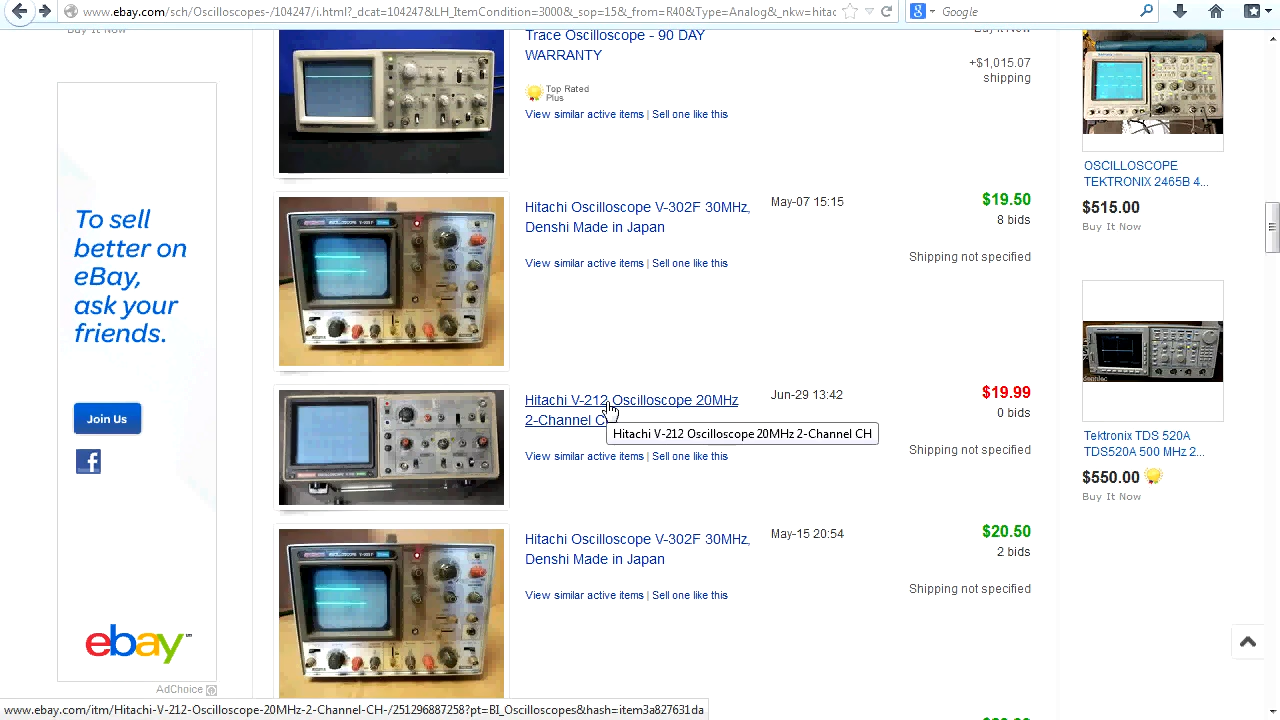 www.ebay.com/sch/Oscilloscopes-/104247/i.html?_dcat=104247&LH_ItemCondition=3000&_sop=15&_from=R40&Type=Analog&_nkw=hitac
Google
Buy It Now
To sell
better on
eBay,
ask your
friends.
Join Us
ebay
AdChoice
Trace Oscilloscope - 90 DAY
WARRANTY
Top Rated
Plus
View similar active items | Sell one like this
Buy It Now
+$1,015.07
shipping
Hitachi Oscilloscope V-302F 30MHz,
Denshi Made in Japan
View similar active items | Sell one like this
May-07 15:15
$19.50
8 bids
Shipping not specified
Hitachi V-212 Oscilloscope 20MHz
2-Channel C
Hitachi V-212 Oscilloscope 20MHz 2-Channel CH
View similar active items | Sell one like this
Jun-29 13:42
$19.99
0 bids
Shipping not specified
Hitachi Oscilloscope V-302F 30MHz,
Denshi Made in Japan
View similar active items | Sell one like this
May-15 20:54
$20.50
2 bids
Shipping not specified
OSCILLOSCOPE
TEKTRONIX 2465B 4...
$515.00
Buy It Now
Tektronix TDS 520A
TDS520A 500 MHz 2...
$550.00
Buy It Now
www.ebay.com/itm/Hitachi-V-212-Oscilloscope-20MHz-2-Channel-CH-/251296887258?pt=BI_Oscilloscopes&hash=item3a827631da